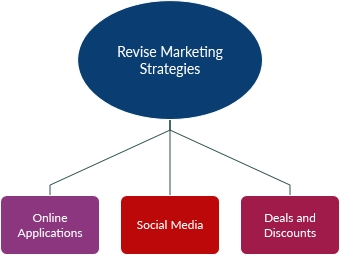 Revise Marketing
Strategies
Online
Applications
Social Media
Deals and
Discounts